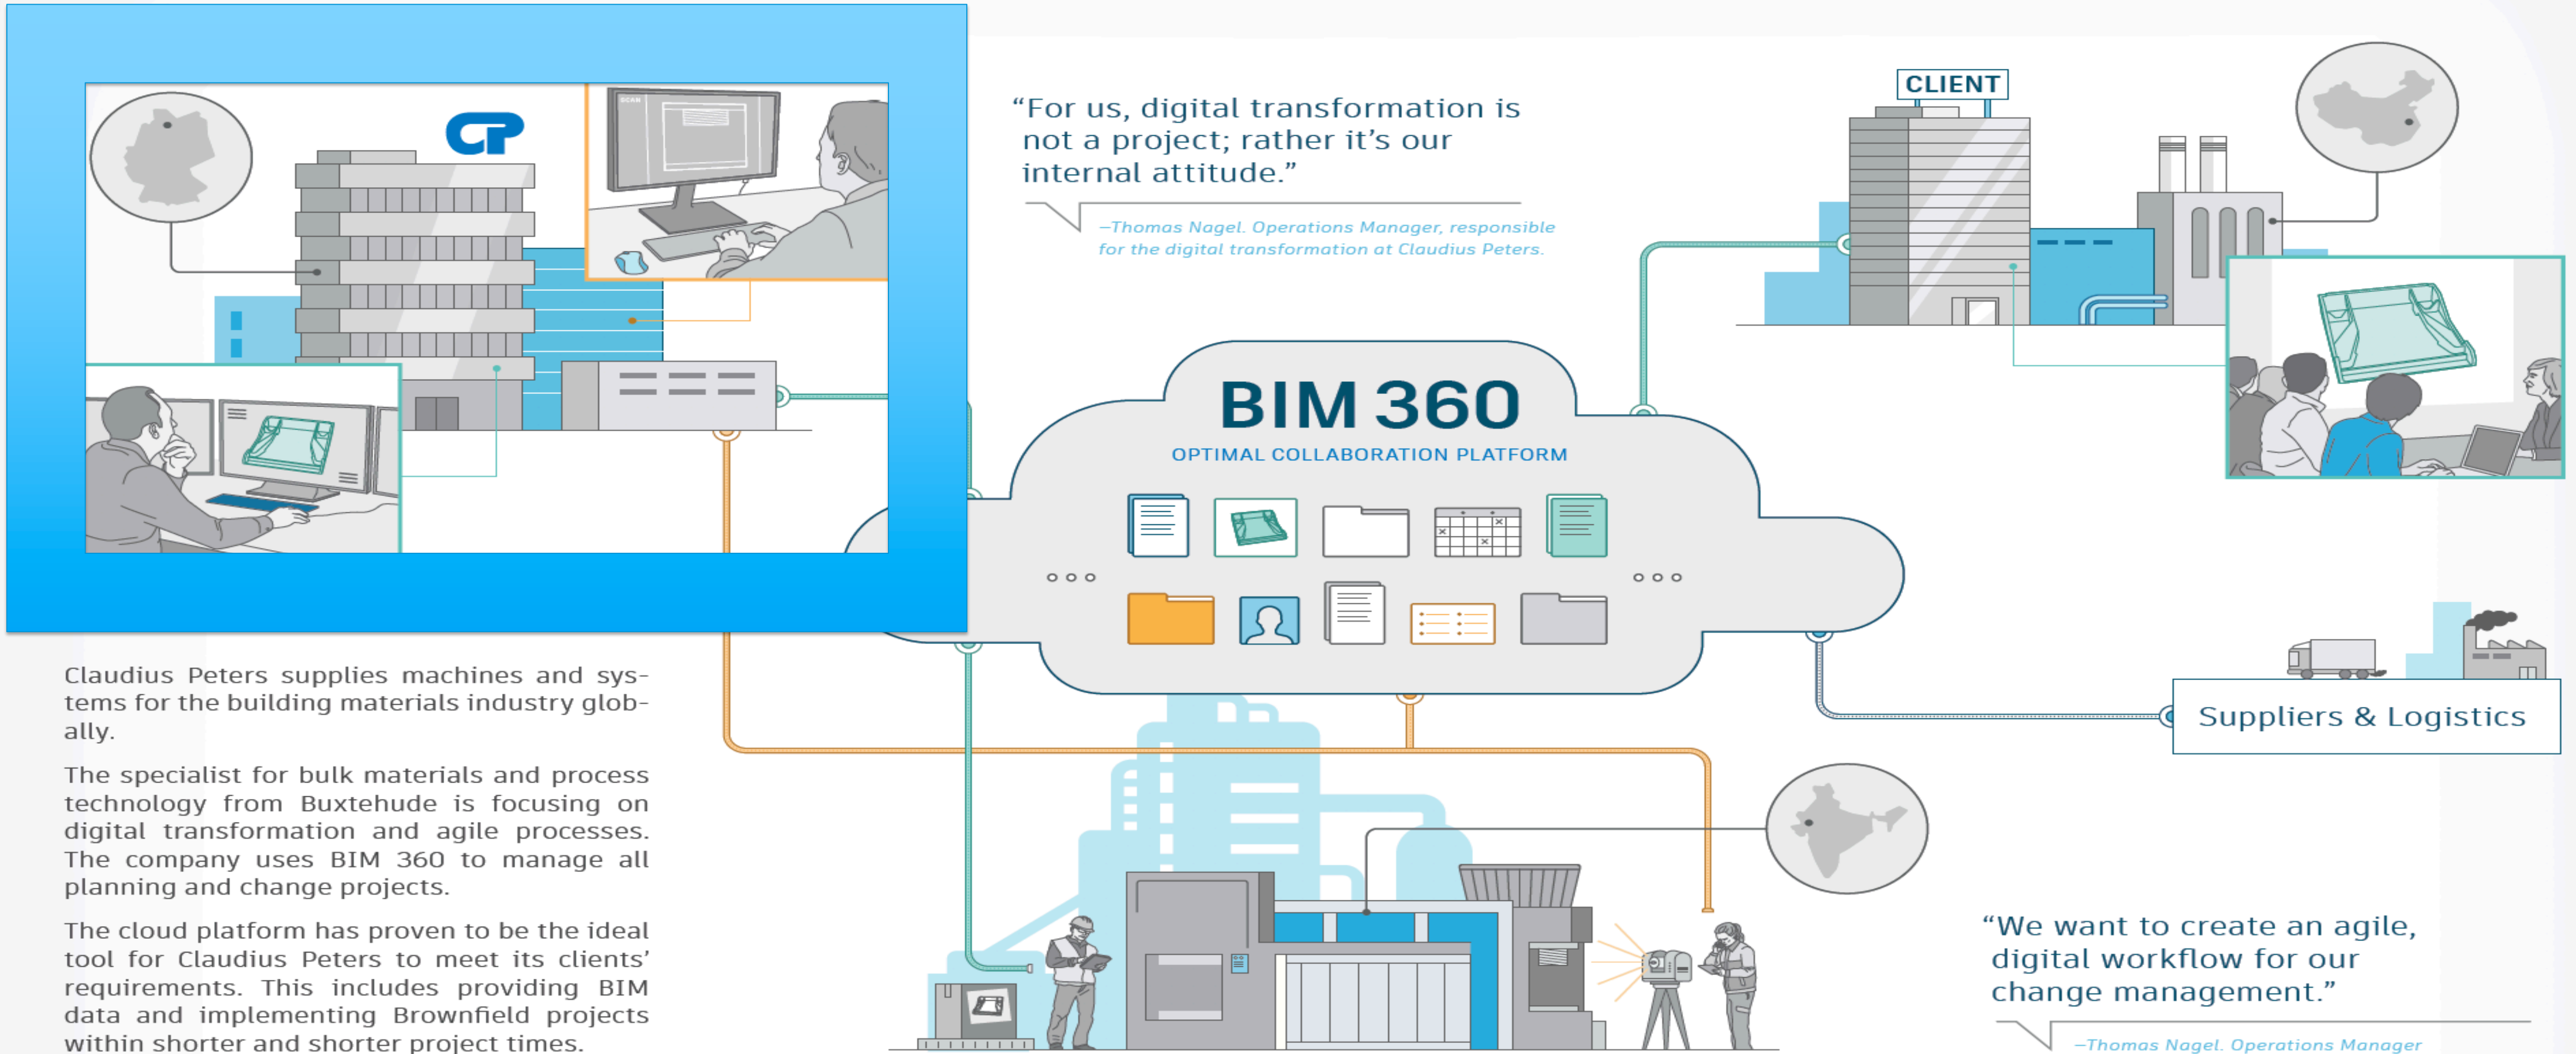 SCAN
CP
“For us, digital transformation is
not a project; rather it’s our
internal attitude.”
–Thomas Nagel. Operations Manager, responsible
for the digital transformation at Claudius Peters.
CLIENT
BIM 360
OPTIMAL COLLABORATION PLATFORM
Suppliers & Logistics
Claudius Peters supplies machines and sys-
tems for the building materials industry glob-
ally.
The specialist for bulk materials and process
technology from Buxtehude is focusing on
digital transformation and agile processes.
The company uses BIM 360 to manage all
planning and change projects.
The cloud platform has proven to be the ideal
tool for Claudius Peters to meet its clients’
requirements. This includes providing BIM
data and implementing Brownfield projects
within shorter and shorter project times.
“We want to create an agile,
digital workflow for our
change management.”
–Thomas Nagel. Operations Manager